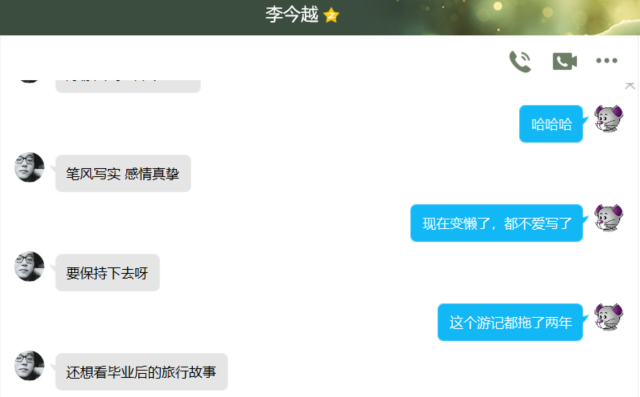 李今越
哈哈哈
笔风写实 感情真挚
现在变懒了，都不爱写了
要保持下去呀
这个游记都拖了两年
还想看毕业后的旅行故事